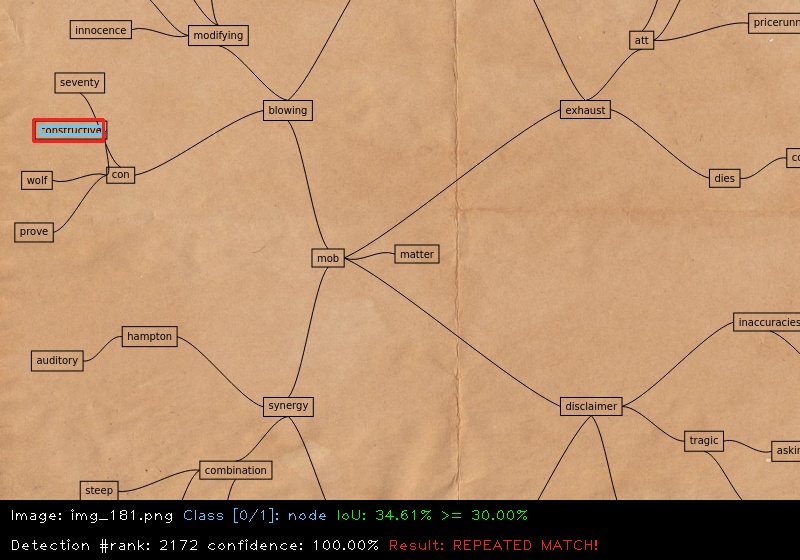 innocence
modifying
att
pricerunn
seventy
blowing
exhaust
constructive
con
wolf
dies
co
prove
mob
matter
inaccuracies
hampton
auditory
synergy
disclaimer
tragic
askin
combination
steep
Image: img_181.png Class [0/1]: node IoU: 34.61% >= 30.00%
Detection #rank: 2172 confidence: 100.00% Result: REPEATED MATCH!